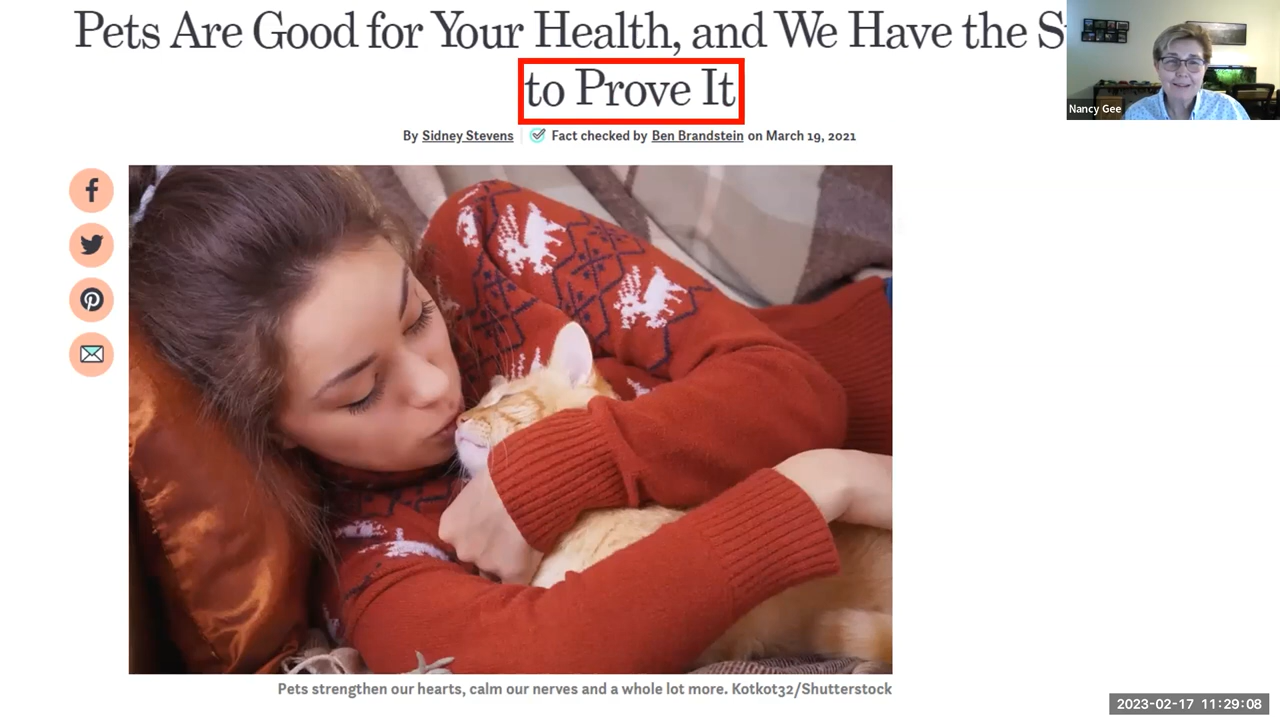 Pets Are Good for Your Health, and We Have the
to Prove It
Nancy Gee
By Sidney Stevens Fact checked by Ben Brandstein on March 19, 2021
Pets strengthen our hearts, calm our nerves and a whole lot more. Kotkot32/Shutterstock
2023-02-17 11:29:08